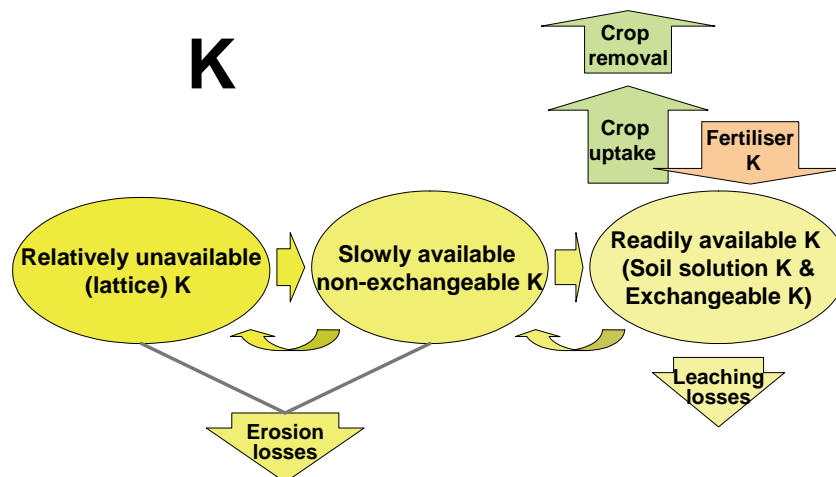 K
Crop
removal
Crop
uptake
Fertiliser
K
Relatively unavailable
(lattice) K
Slowly available
non-exchangeable K
Readily available K
(Soil solution K &
Exchangeable K)
Erosion
losses
Leaching
losses